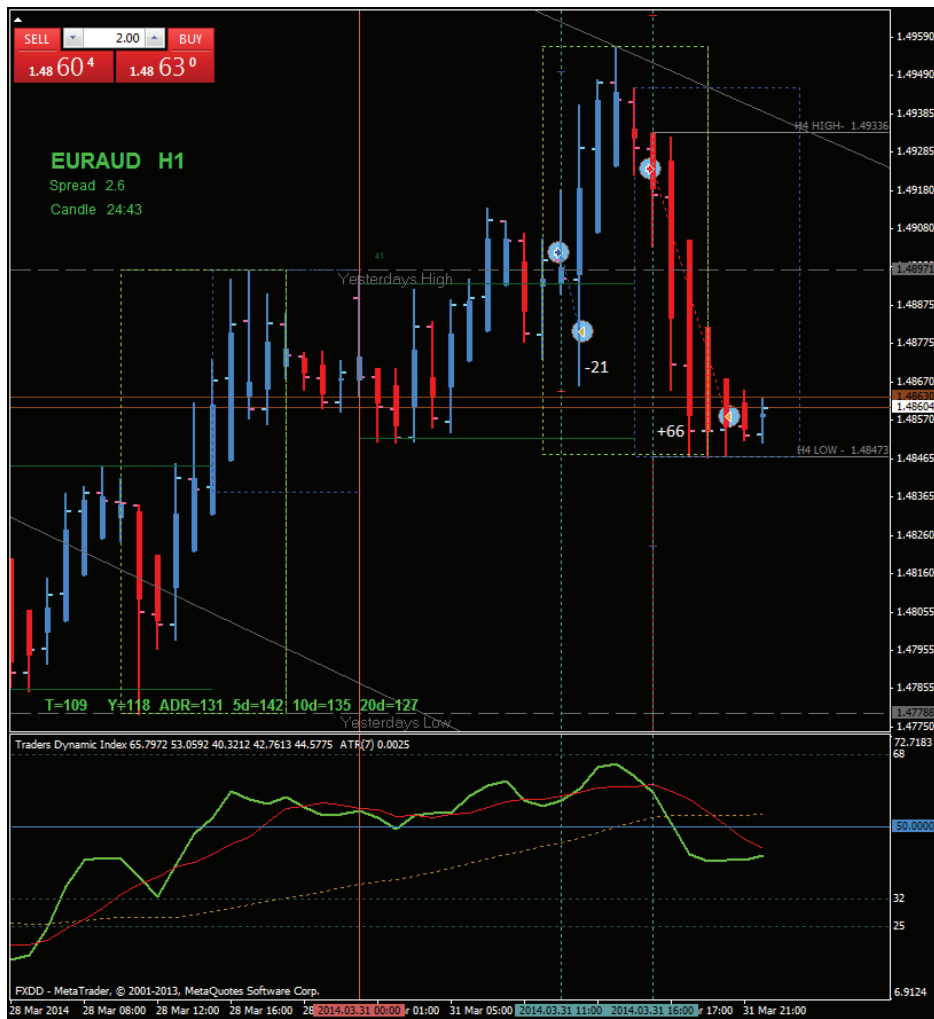 SELL 2.00 BUY
1.48 60 4 1.48 63 0
EURAUD H1
Spread 2.6
Candle 24:43
41
Yesterdays High
H4 HIGH- 1.49336
-21
+66
H4 LOW - 1.48473
T=109 Y=118 ADR=131 5d=142 10d=135 20d=127
Yesterdays Low
1.49590
1.49490
1.49385
1.49285
1.49180
1.49080
1.48971
1.48875
1.48775
1.48670
1.48630
1.48604
1.48570
1.48465
1.48365
1.48260
1.48160
1.48055
1.47955
1.47855
1.47788
1.47750
Traders Dynamic Index 65.7972 53.0592 40.3212 42.7613 44.5775 ATR(7) 0.0025
72.7183
68
50.0000
32
25
6.9124
FXDD - MetaTrader, © 2001-2013, MetaQuotes Software Corp.
28 Mar 2014 28 Mar 08:00 28 Mar 12:00 28 Mar 16:00 28 2014.03.31 00:00 r 01:00 31 Mar 05:00 2014.03.31 11:00 2014.03.31 16:00 r 17:00 31 Mar 21:00